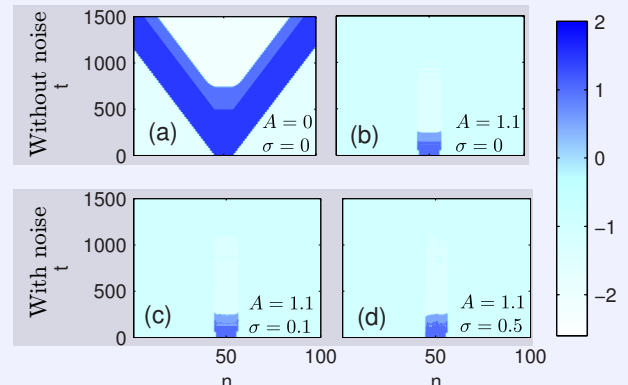 Without noise
t
1500
1000
500
0
(a)
A = 0
σ = 0
(b)
A = 1.1
σ = 0
2
1
0
−1
−2
With noise
t
1500
1000
500
0
(c)
A = 1.1
σ = 0.1
(d)
A = 1.1
σ = 0.5
50
100
50
100
n
n